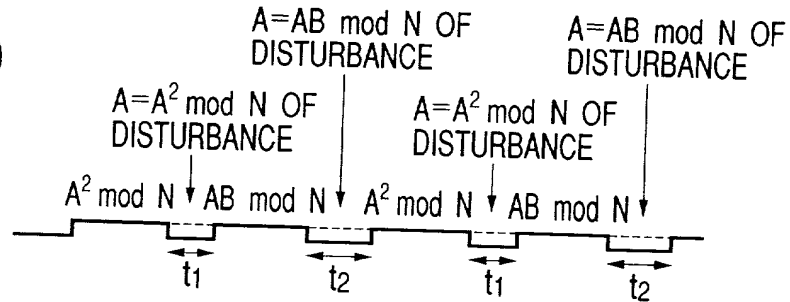 A=AB mod N OF
DISTURBANCE
A=AB mod N OF
DISTURBANCE
A=A² mod N OF
DISTURBANCE
A=A² mod N OF
DISTURBANCE
A² mod N AB mod N A² mod N AB mod N
t₁ t₂ t₁ t₂